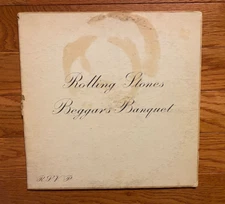 Rolling Stones
Beggars Banquet
R.S.V.P.